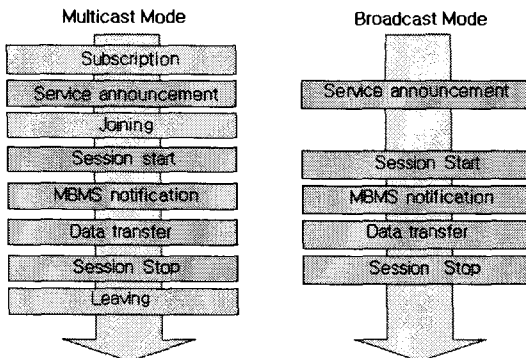 Multicast Mode
Subscription
Service announcement
Joining
Session start
MBMS notification
Data transfer
Session Stop
Leaving
Broadcast Mode
Service announcement
Session Start
MBMS notification
Data transfer
Session Stop